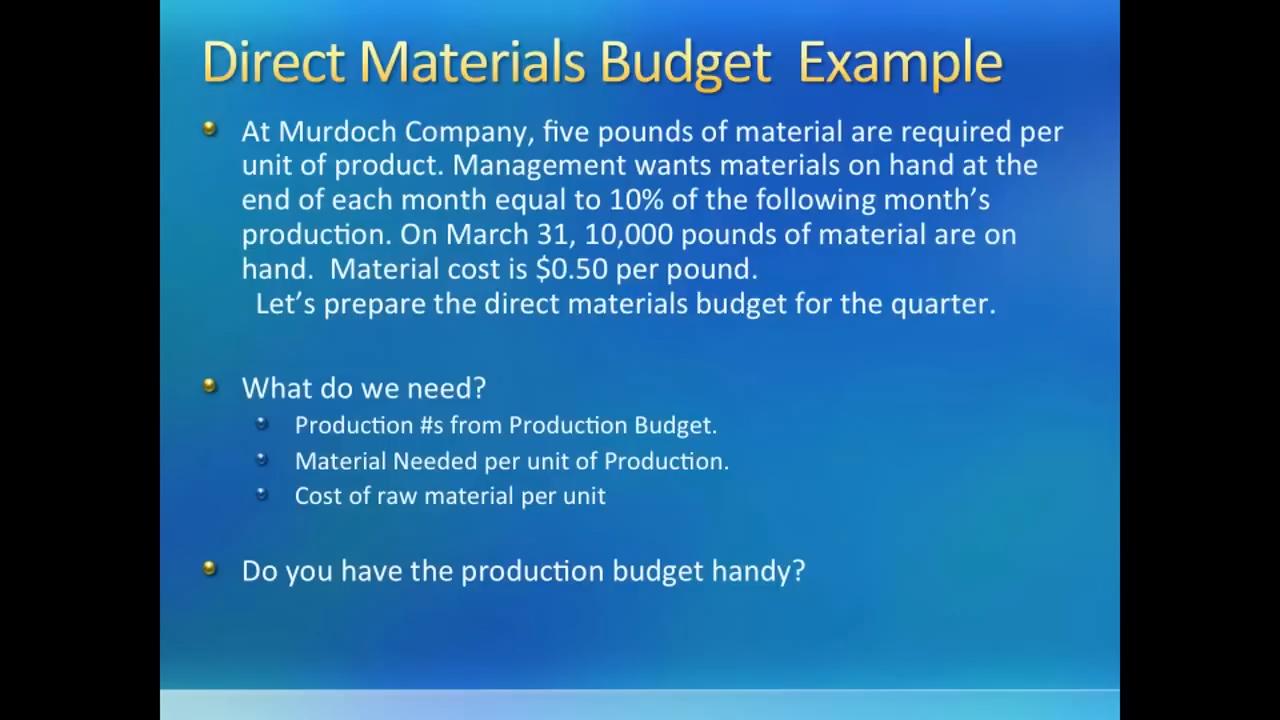 Direct Materials Budget Example
At Murdoch Company, five pounds of material are required per
unit of product. Management wants materials on hand at the
end of each month equal to 10% of the following month’s
production. On March 31, 10,000 pounds of material are on
hand. Material cost is $0.50 per pound.
Let’s prepare the direct materials budget for the quarter.
What do we need?
Production #s from Production Budget.
Material Needed per unit of Production.
Cost of raw material per unit
Do you have the production budget handy?